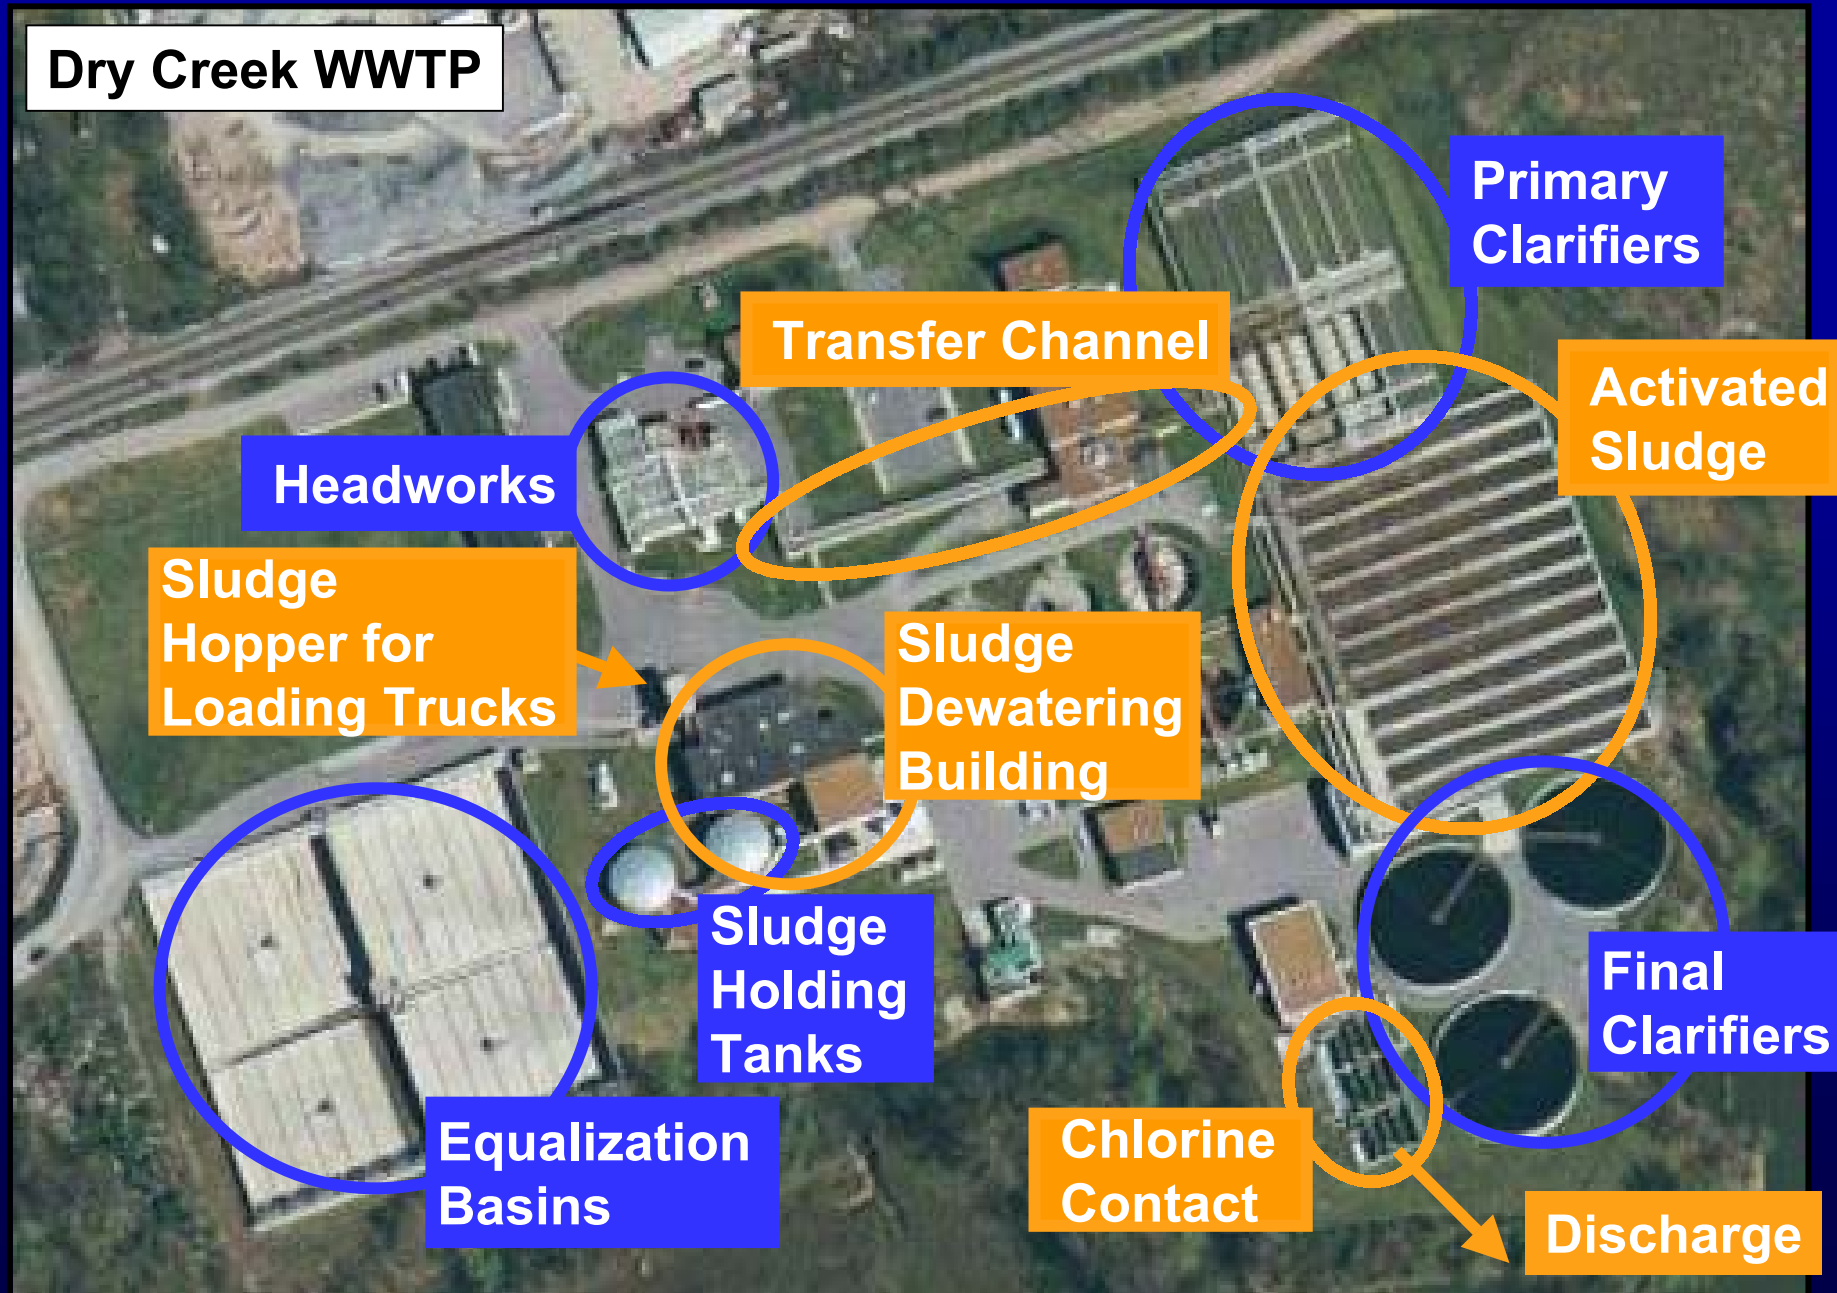 Dry Creek WWTP
Primary
Clarifiers
Transfer Channel
Activated
Sludge
Headworks
Sludge
Hopper for
Loading Trucks
Sludge
Dewatering
Building
Sludge
Holding
Tanks
Final
Clarifiers
Equalization
Basins
Chlorine
Contact
Discharge